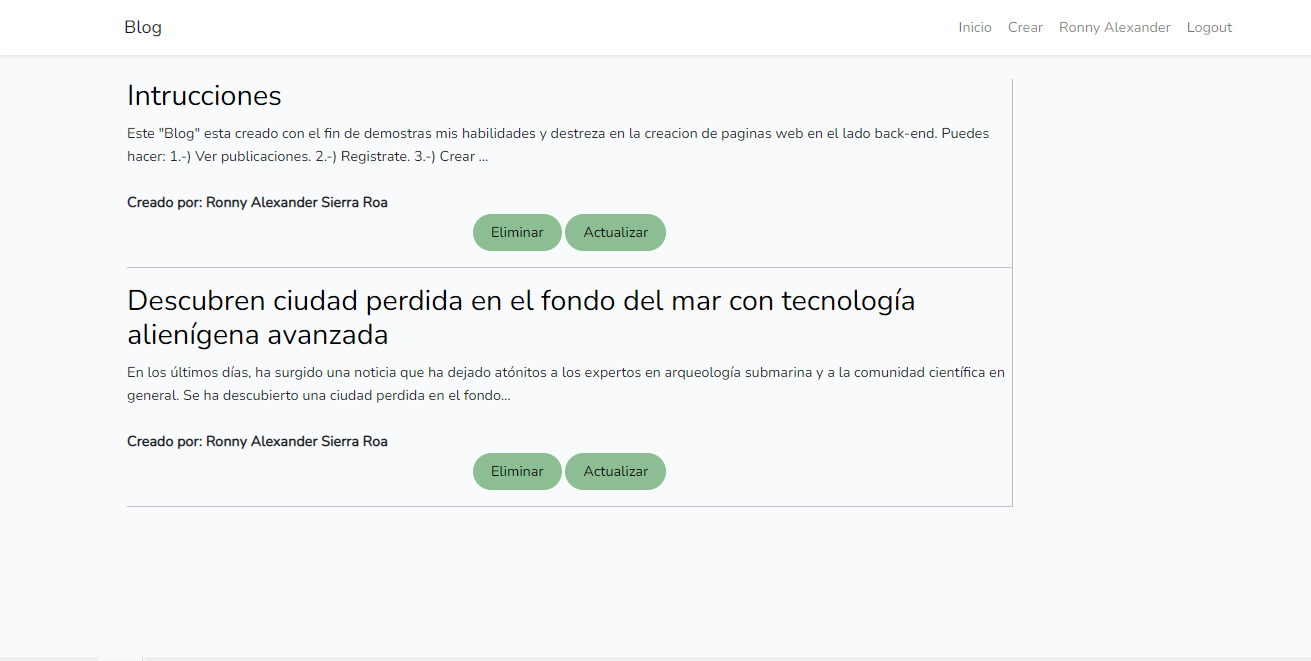 Blog
Inicio Crear Ronny Alexander Logout
Intrucciones
Este "Blog" esta creado con el fin de demostras mis habilidades y destreza en la creacion de paginas web en el lado back-end. Puedes
hacer: 1.-) Ver publicaciones. 2.-) Registrate. 3.-) Crear ...
Creado por: Ronny Alexander Sierra Roa
Eliminar Actualizar
Descubren ciudad perdida en el fondo del mar con tecnología
alienígena avanzada
En los últimos días, ha surgido una noticia que ha dejado atónitos a los expertos en arqueología submarina y a la comunidad científica en
general. Se ha descubierto una ciudad perdida en el fondo...
Creado por: Ronny Alexander Sierra Roa
Eliminar Actualizar